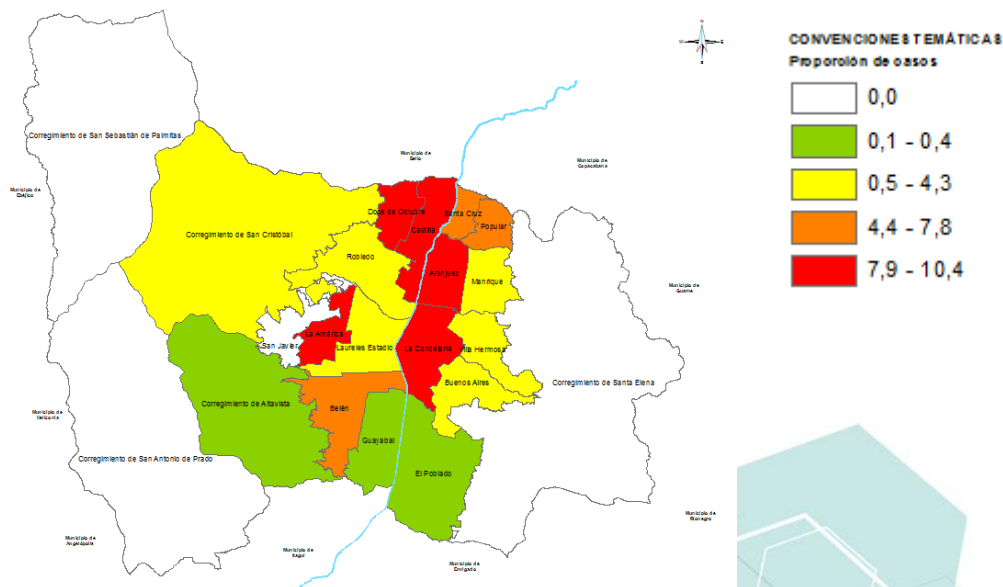 N
W
E
S
CONVENCIONES TEMÁTICAS
Proporción de casos
0,0
0,1 - 0,4
0,5 - 4,3
4,4 - 7,8
7,9 - 10,4
Corregimiento de San Sebastián de Palmitas
Municipio de
Bello
Municipio de
Copacabana
Municipio de
Ebéjico
Doce de Octubre
Santa Cruz
Popular
Castilla
Corregimiento de San Cristóbal
Robledo
Aranjuez
Manrique
Municipio de
Guarne
La América
San Javier
Laureles Estadio
La Candelaria
Villa Hermosa
Buenos Aires
Corregimiento de Santa Elena
Corregimiento de Altavista
Belén
Municipio de
Heliconia
Guayabal
Corregimiento de San Antonio de Prado
El Poblado
Municipio de
Rionegro
Municipio de
Angelópolis
Municipio de
Itagüí
Municipio de
Envigado